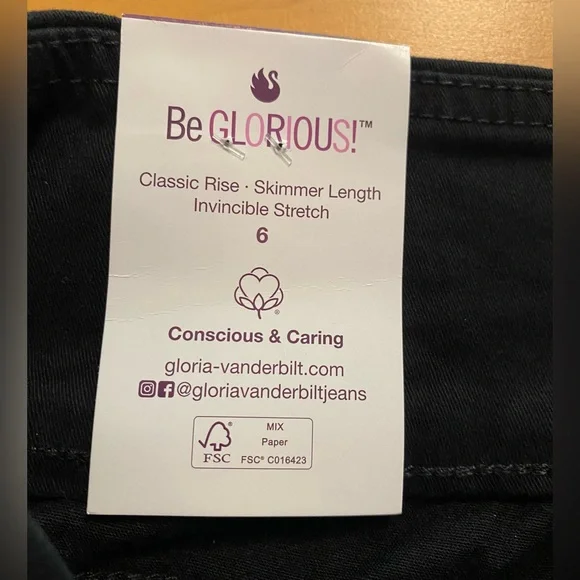 Be GLORIOUS!™
Classic Rise · Skimmer Length
Invincible Stretch
6
®
Conscious & Caring
gloria-vanderbilt.com
@gloriavanderbiltjeans
FSC
MIX
Paper
FSC® C016423